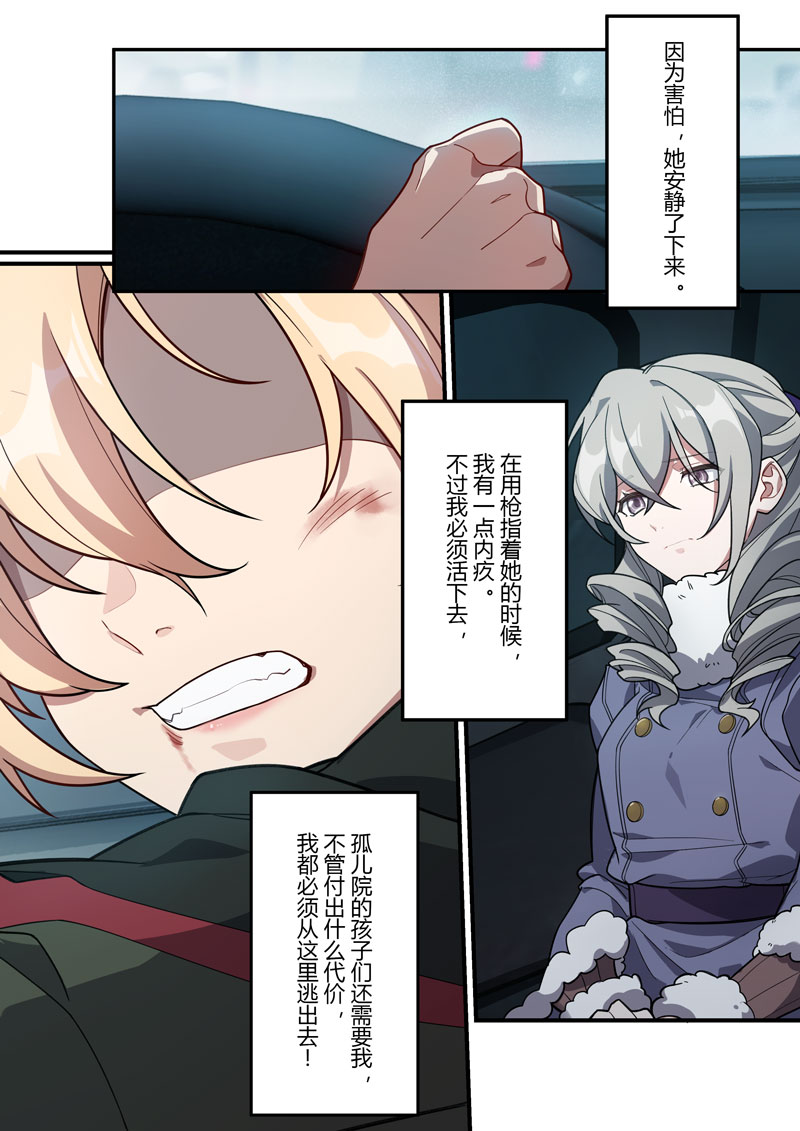 因为害怕，她安静了下来。
在用枪指着她的时候，
我有一点内疚。
不过我必须活下去，
孤儿院的孩子们还需要我，
不管付出什么代价，
我都必须从这里逃出去！